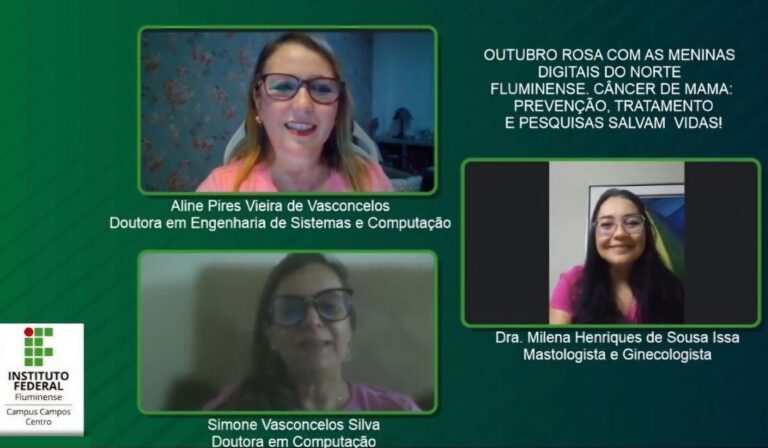 OUTUBRO ROSA COM AS MENINAS
DIGITAIS DO NORTE
FLUMINENSE. CÂNCER DE MAMA:
PREVENÇÃO, TRATAMENTO
E PESQUISAS SALVAM VIDAS!
Aline Pires Vieira de Vasconcelos
Doutora em Engenharia de Sistemas e Computação
Dra. Milena Henriques de Sousa Issa
Mastologista e Ginecologista
Simone Vasconcelos Silva
Doutora em Computação
INSTITUTO
FEDERAL
Fluminense
Campus Campos
Centro